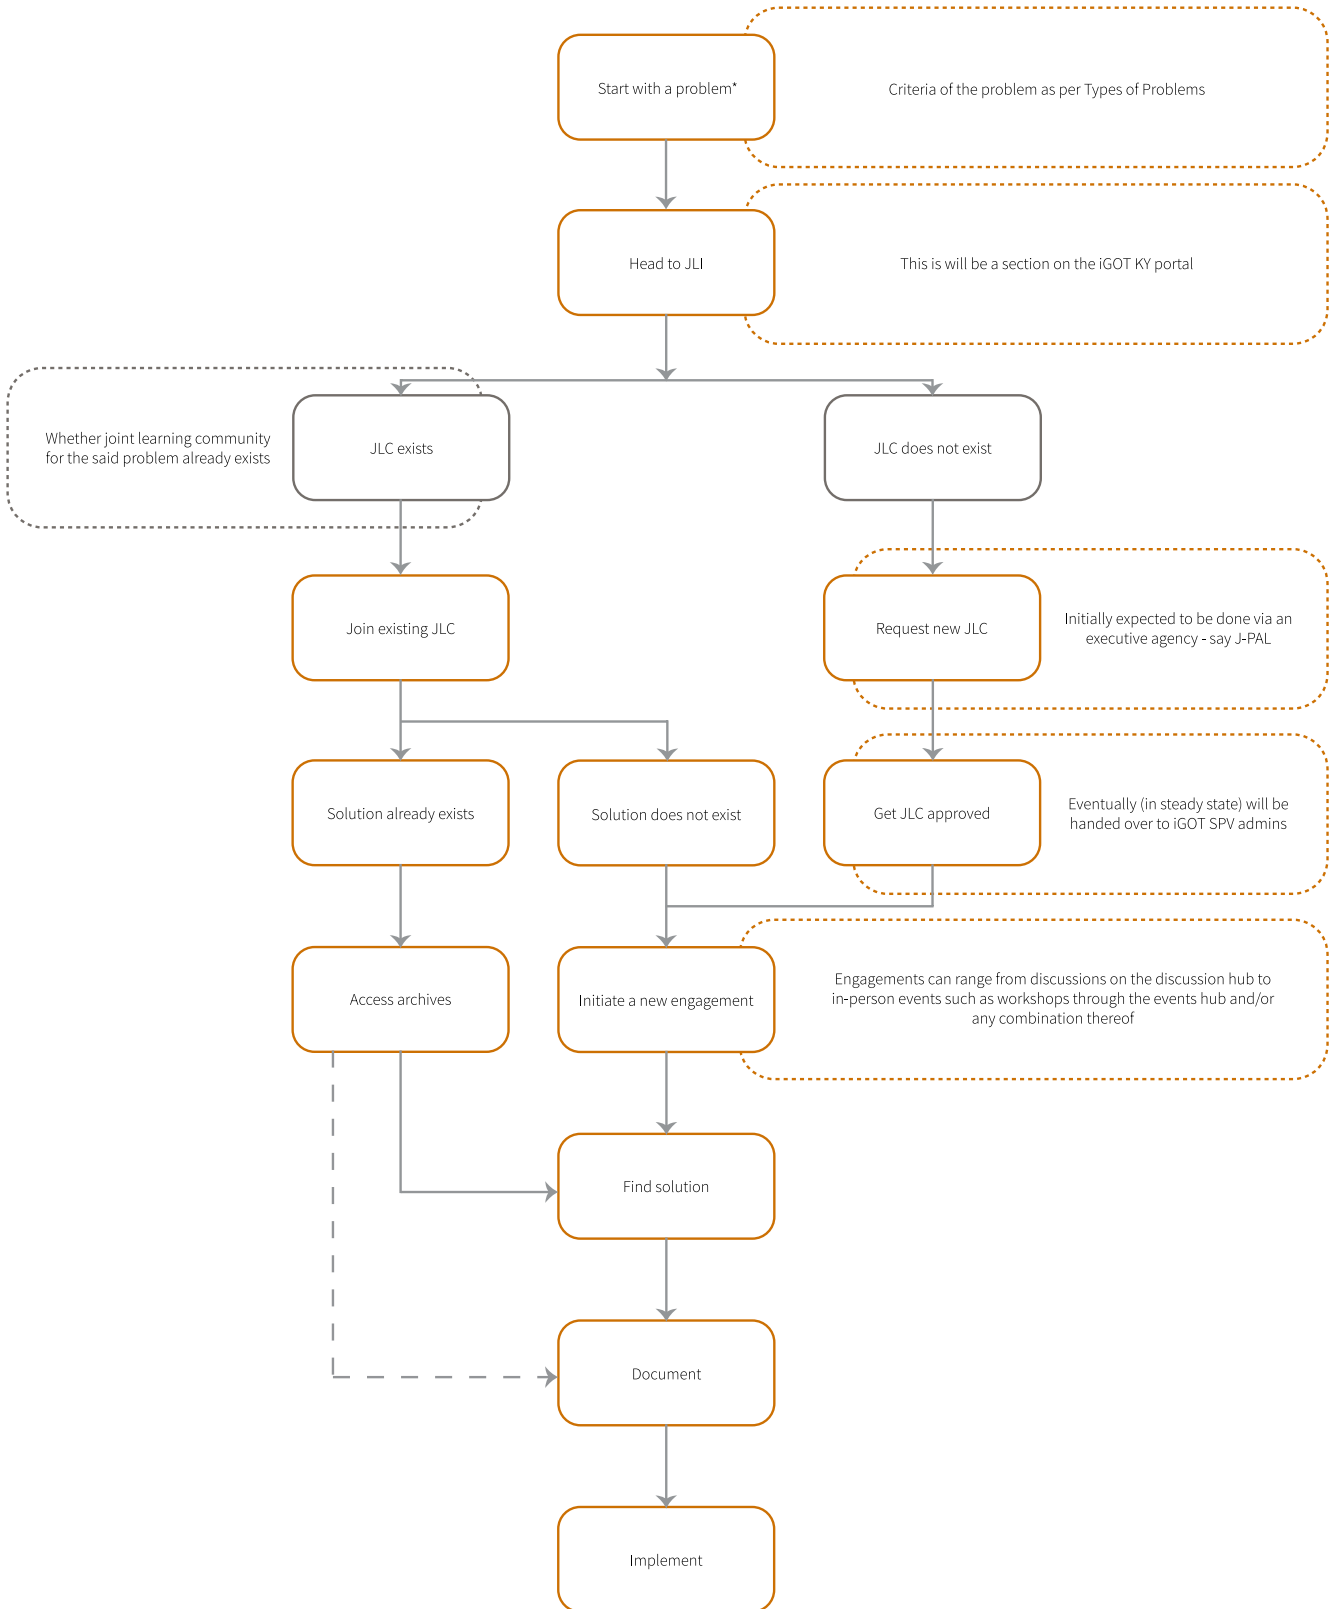 Start with a problem*
Criteria of the problem as per Types of Problems
Head to JLI
This is will be a section on the iGOT KY portal
Whether joint learning community
for the said problem already exists
JLC exists
JLC does not exist
Join existing JLC
Request new JLC
Initially expected to be done via an
executive agency - say J-PAL
Solution already exists
Solution does not exist
Get JLC approved
Eventually (in steady state) will be
handed over to iGOT SPV admins
Access archives
Initiate a new engagement
Engagements can range from discussions on the discussion hub to
in-person events such as workshops through the events hub and/or
any combination thereof
Find solution
Document
Implement